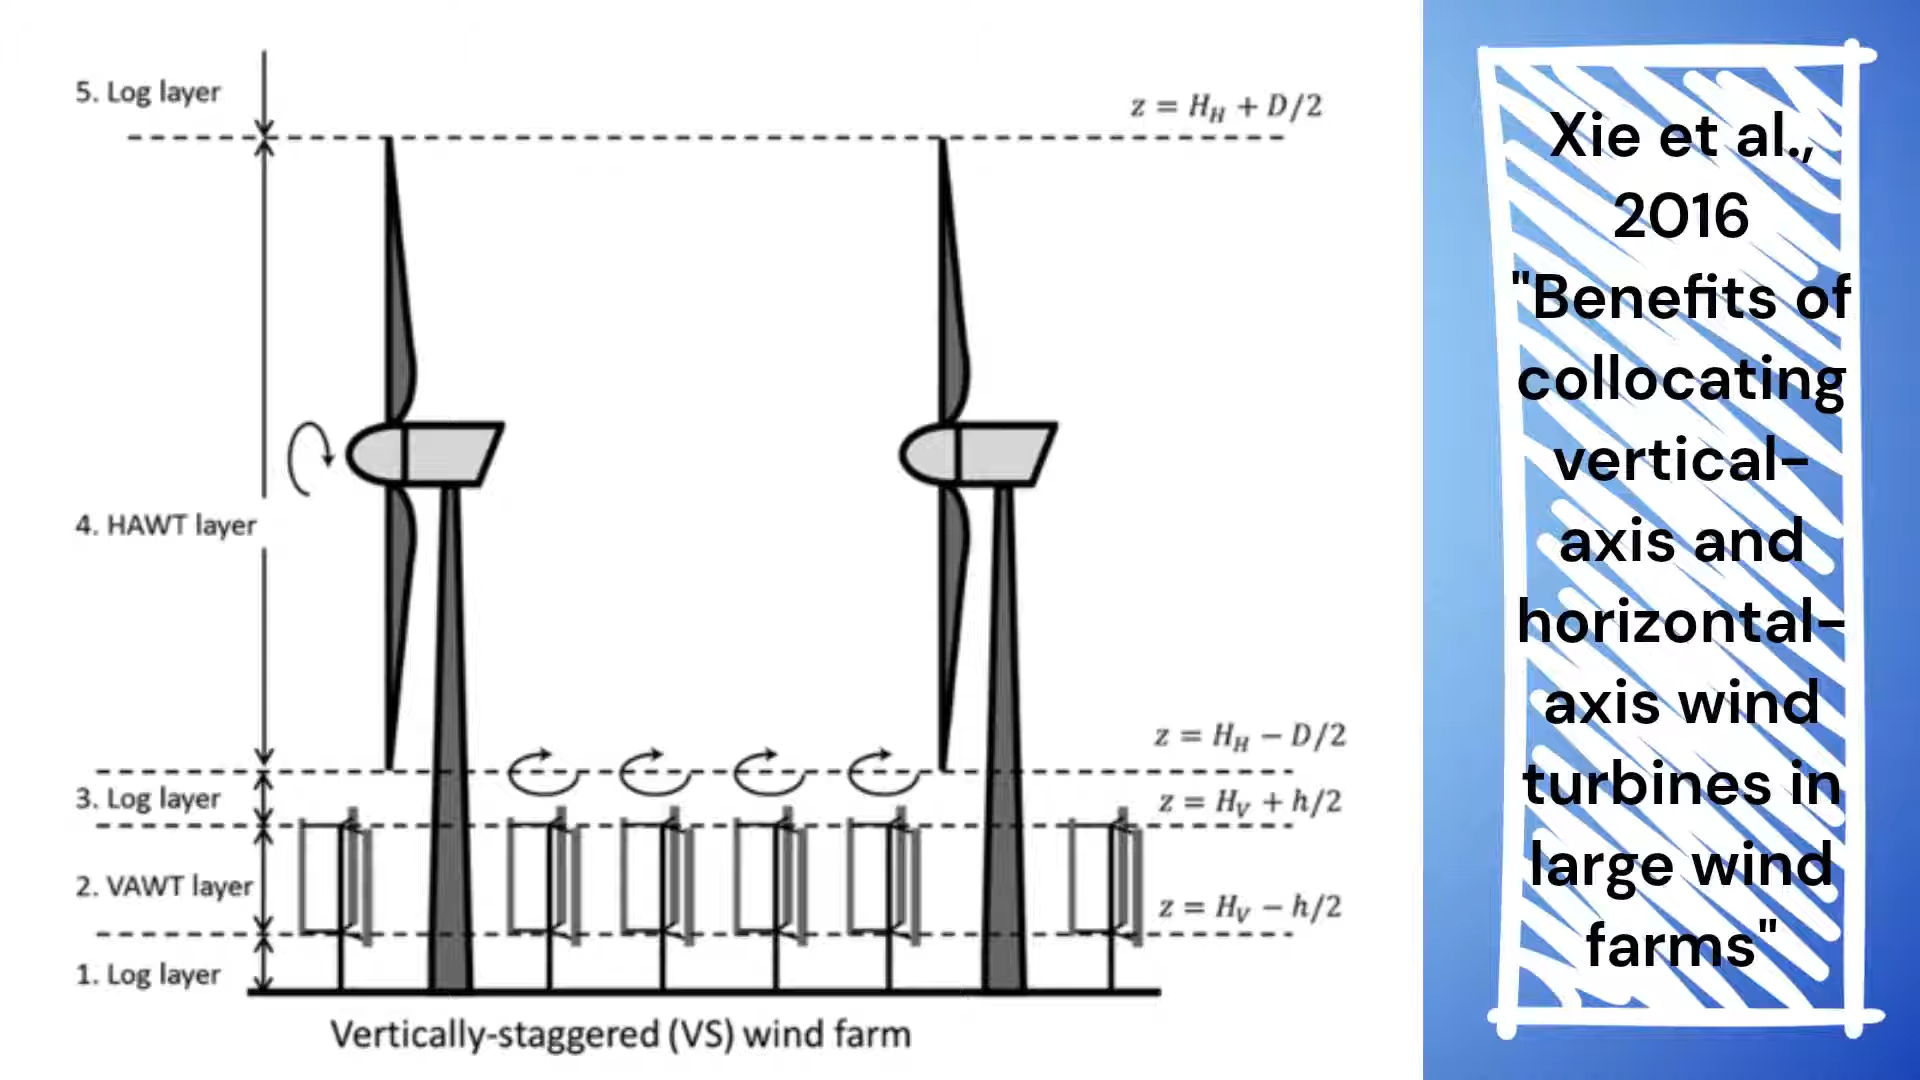 5. Log layer
z = H_H + D/2
4. HAWT layer
z = H_H − D/2
3. Log layer
z = H_V + h/2
2. VAWT layer
z = H_V − h/2
1. Log layer
Vertically-staggered (VS) wind farm
Xie et al.,
2016
"Benefits of
collocating
vertical-
axis and
horizontal-
axis wind
turbines in
large wind
farms"